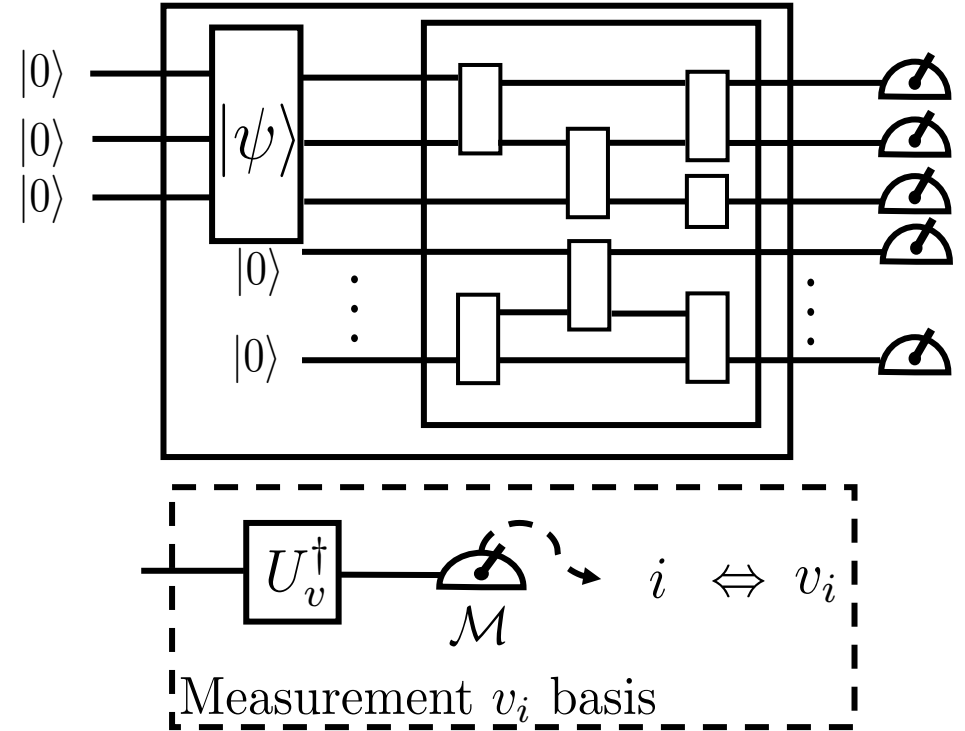 |0⟩
|0⟩
|0⟩
|ψ⟩
|0⟩
|0⟩
U_v^†
i ⇔ v_i
ℳ
Measurement v_i basis